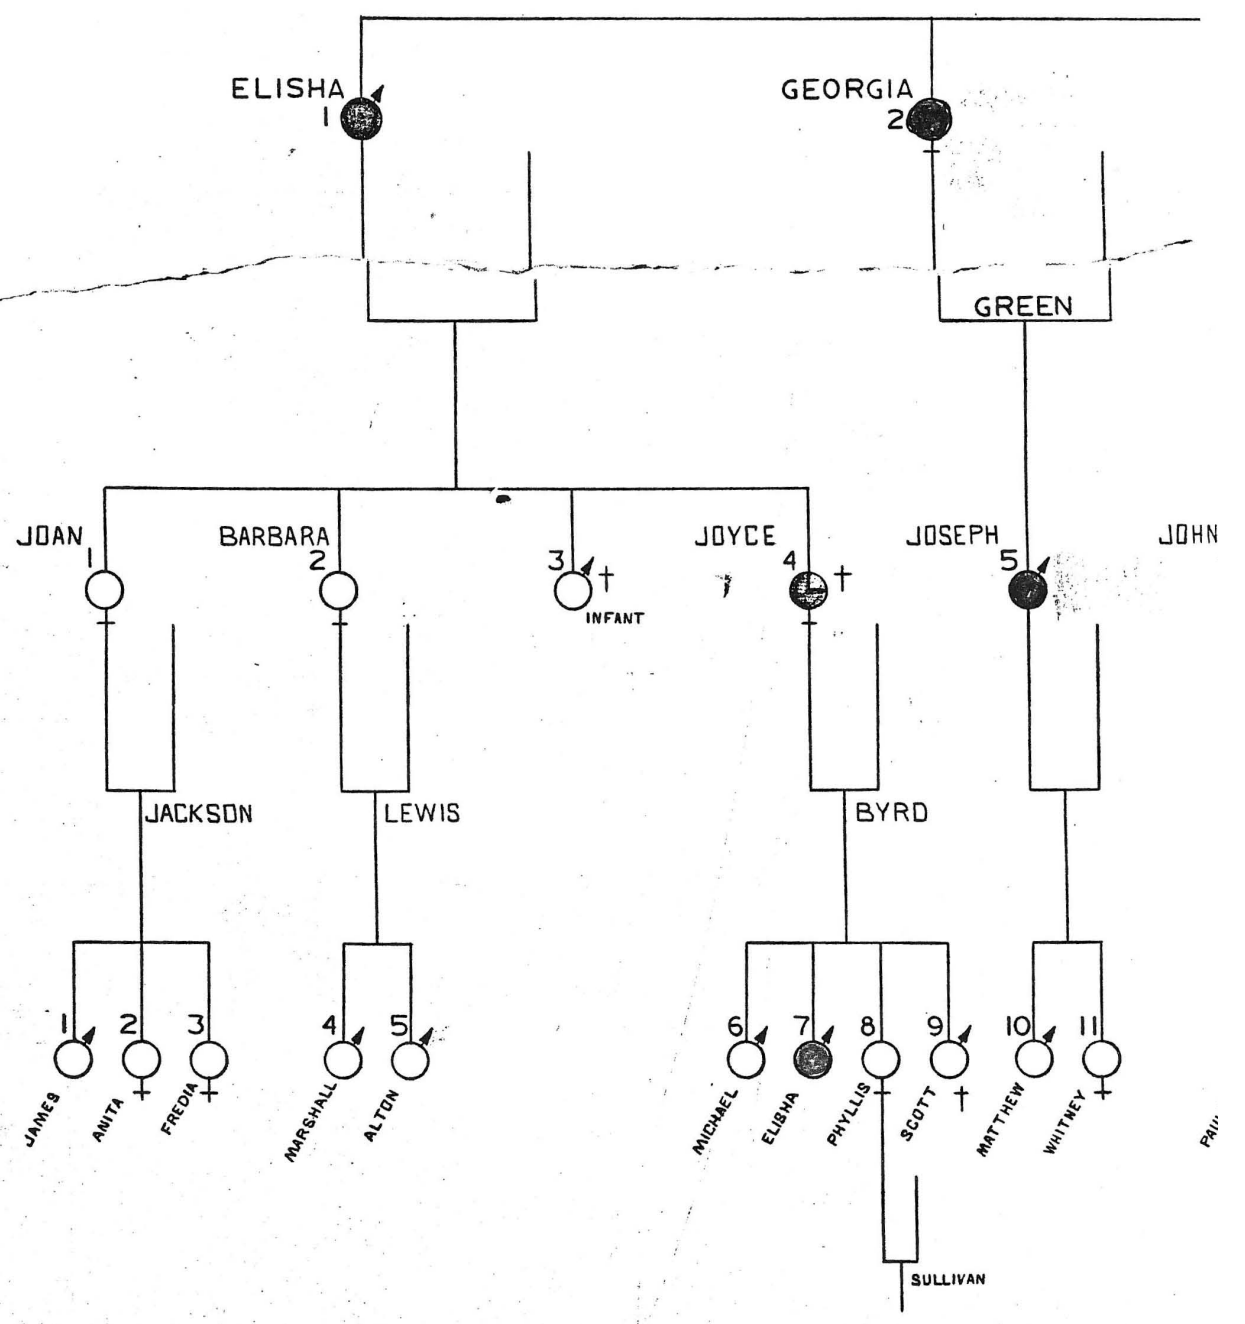 ELISHA
1
GEORGIA
2
GREEN
JOAN
1
BARBARA
2
3
INFANT
JOYCE
4
JOSEPH
5
JOHN
JACKSON
LEWIS
BYRD
1
2
3
4
5
6
7
8
9
10
11
JAMES
ANITA
FREDIA
MARSHALL
ALTON
MICHAEL
ELISHA
PHYLLIS
SCOTT
MATTHEW
WHITNEY
SULLIVAN